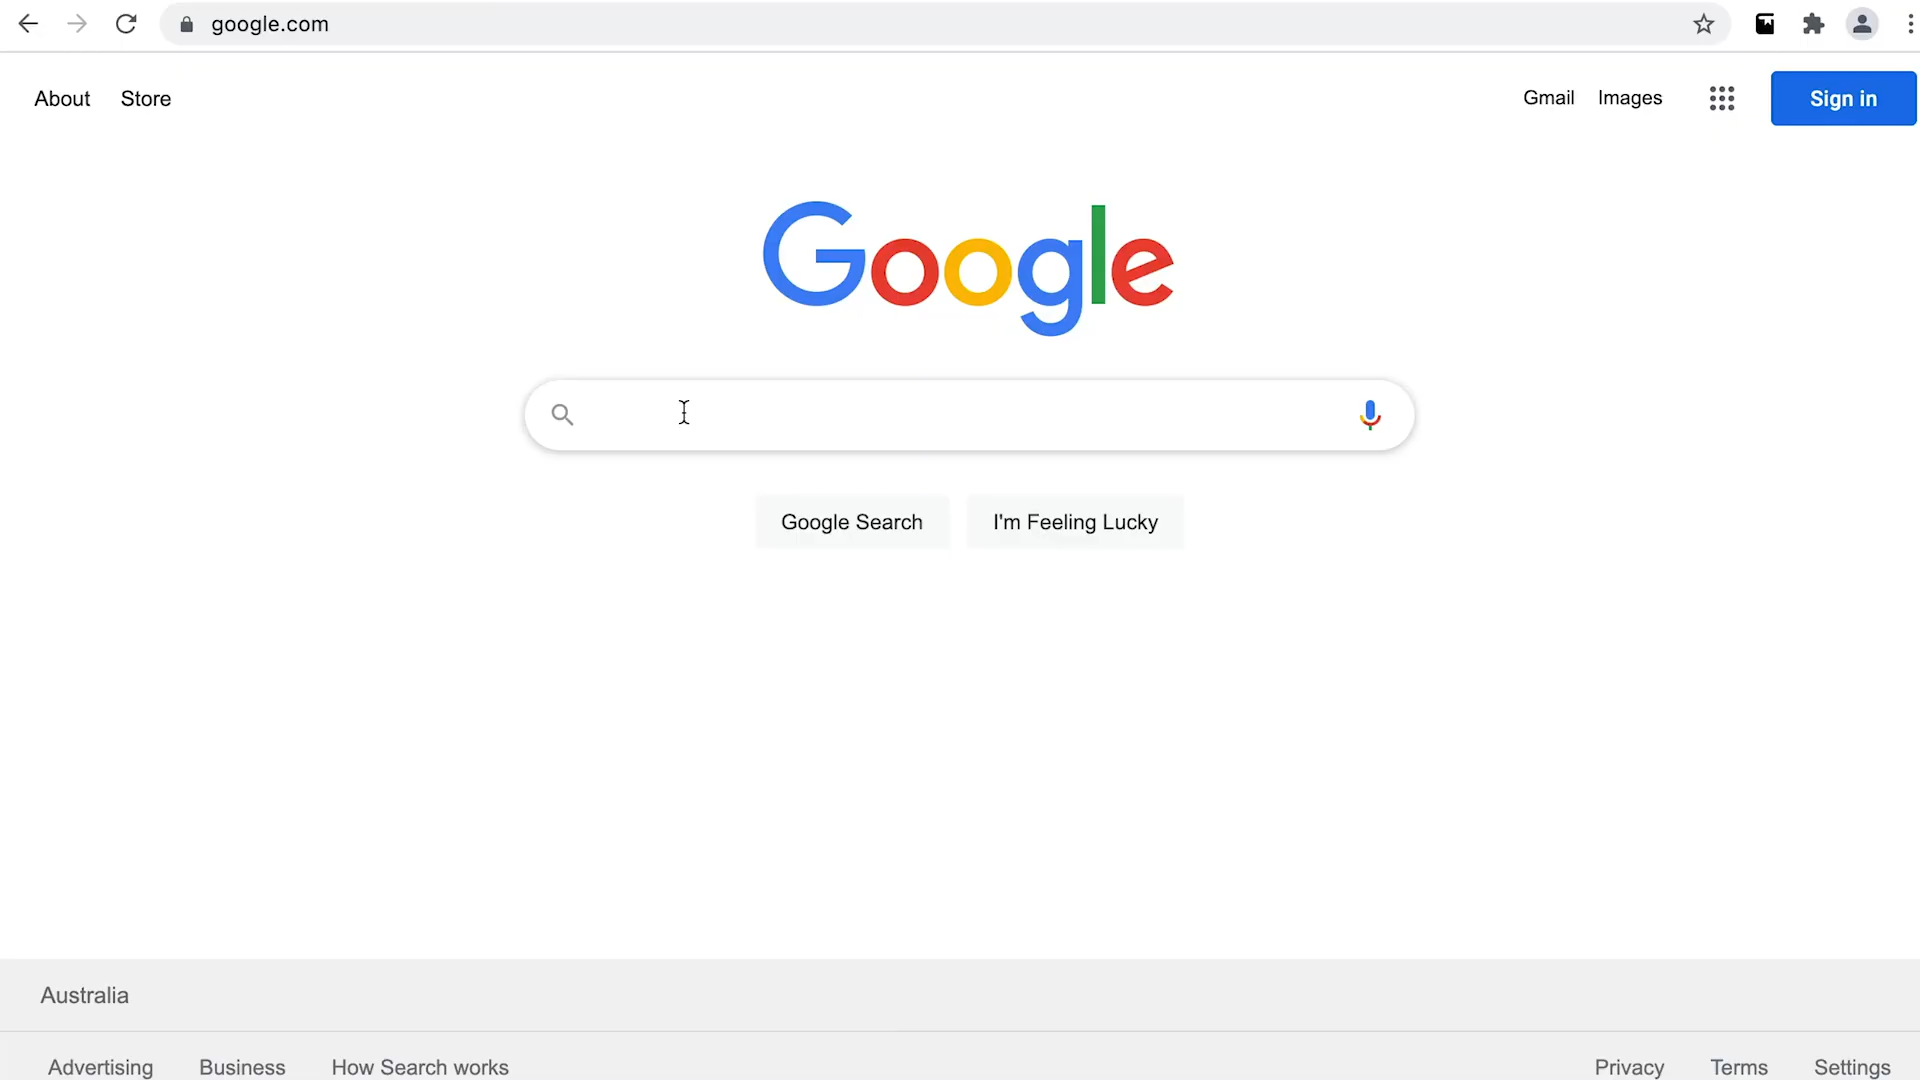 google.com
About Store Gmail Images Sign in
Google
Google Search I'm Feeling Lucky
Australia
Advertising Business How Search works Privacy Terms Settings